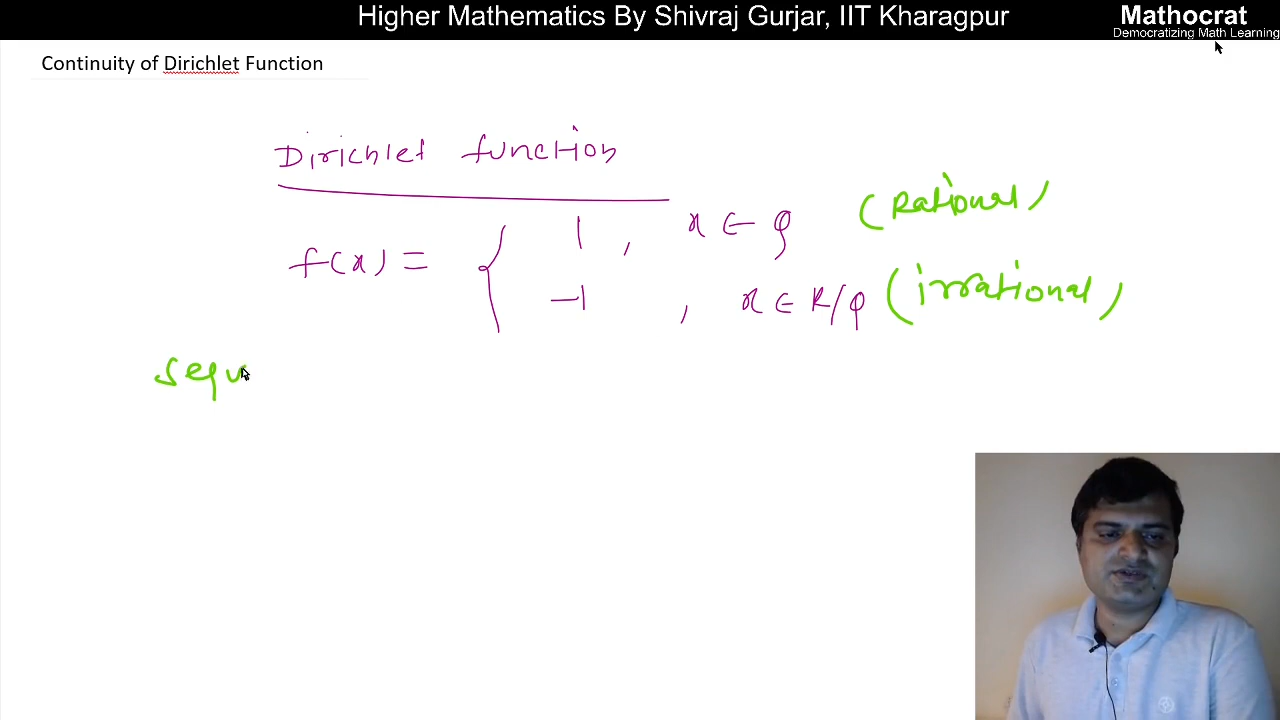 Higher Mathematics By Shivraj Gurjar, IIT Kharagpur
Mathocrat
Democratizing Math Learning
Continuity of Dirichlet Function
Dirichlet function
f(x) = { 1 , x ∈ Q (Rational)
-1 , x ∈ R/Q (irrational)
sequ